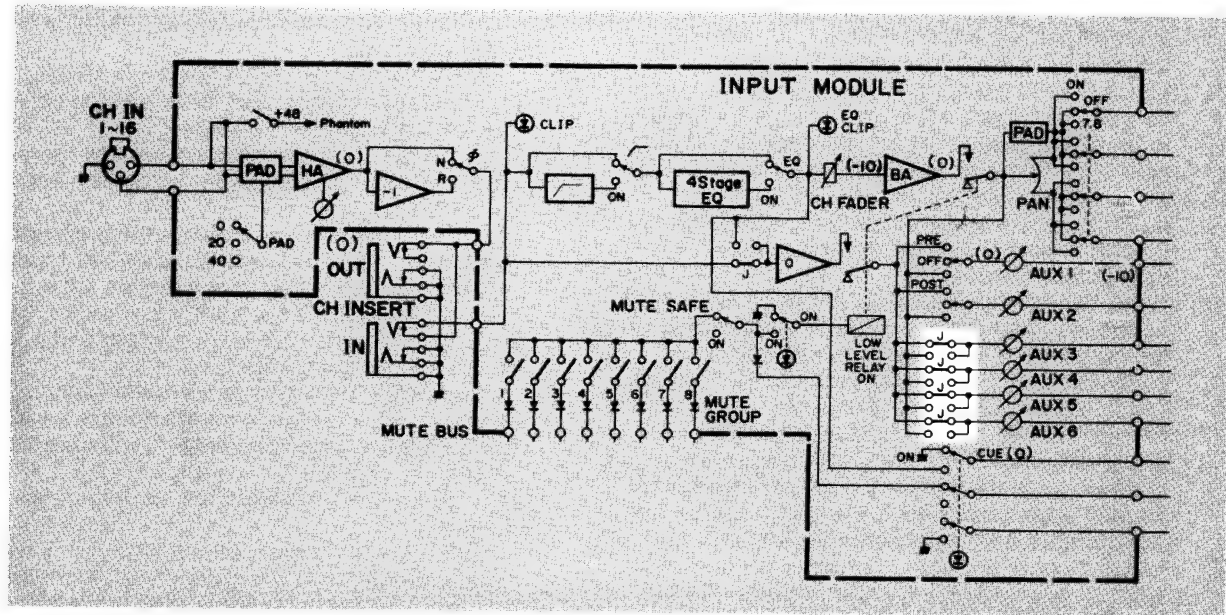 INPUT MODULE
CH IN
1~16
+48
Phantom
PAD
HA
(0)
-1
N
R
φ
0
20
40
PAD
(0)
OUT
CH INSERT
IN
CLIP
ON
4 Stage
EQ
ON
EQ
EQ
CLIP
(-10)
CH FADER
BA
(0)
PAD
PAN
ON
OFF
7.8
J
0
PRE
OFF
POST
(0)
AUX 1
(-10)
AUX 2
J
AUX 3
J
AUX 4
J
AUX 5
J
AUX 6
MUTE SAFE
ON
ON
ON
LOW
LEVEL
RELAY
ON
1 2 3 4 5 6 7 8
MUTE
GROUP
MUTE BUS
ON
CUE (0)